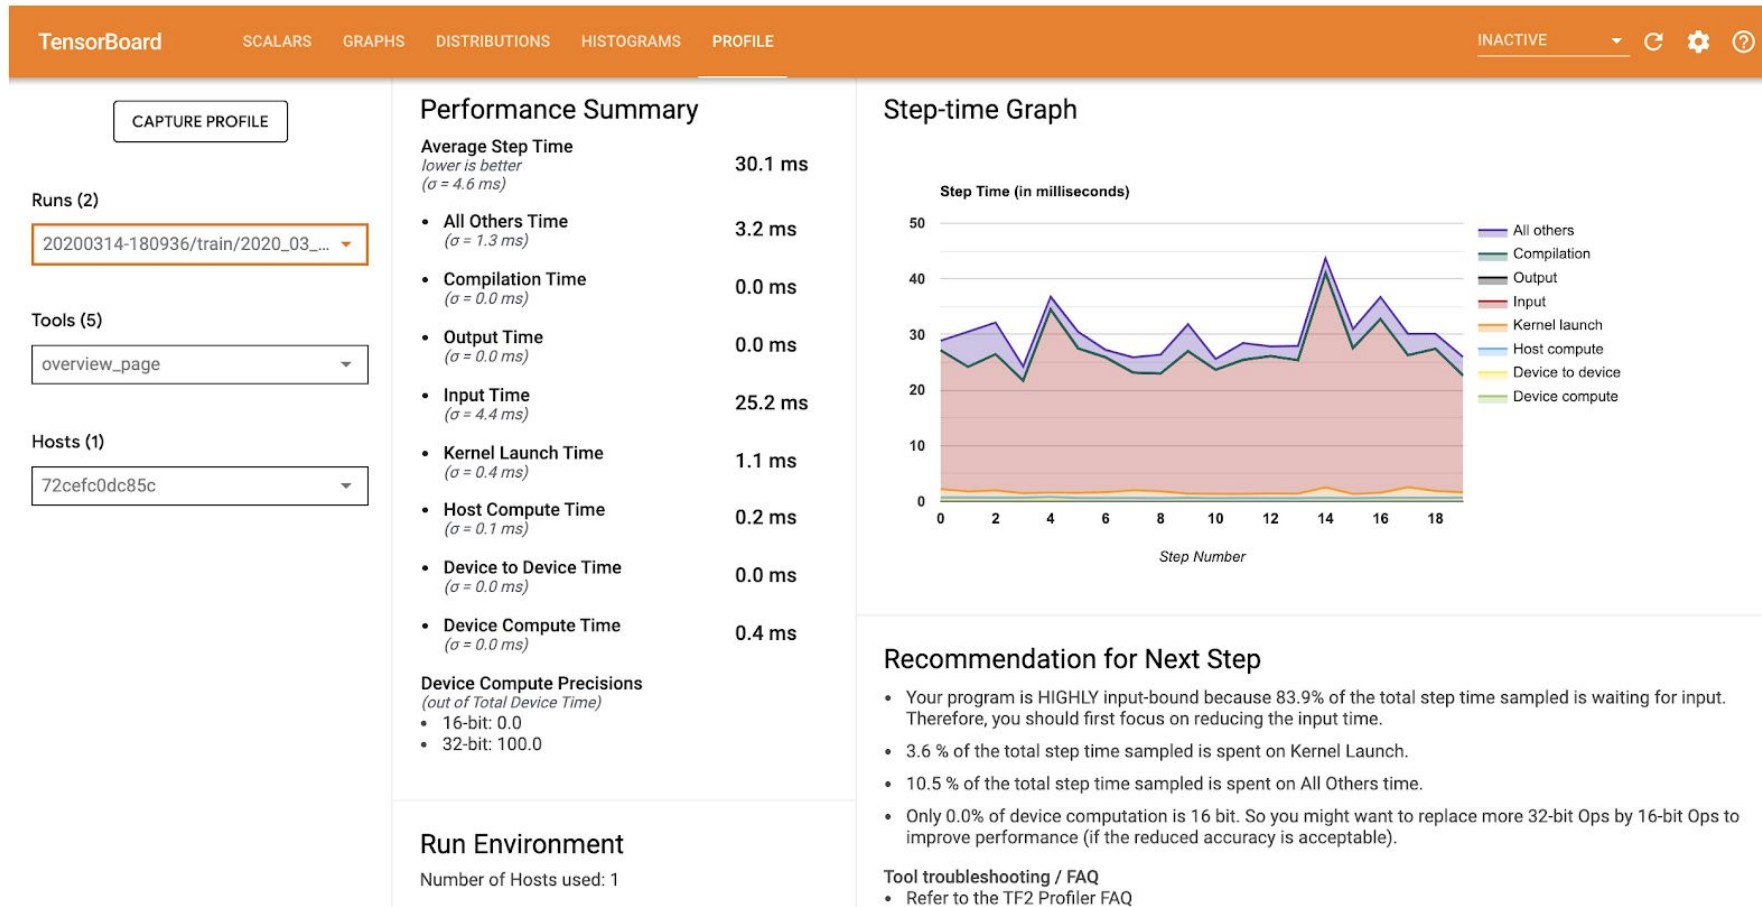 TensorBoard
SCALARS
GRAPHS
DISTRIBUTIONS
HISTOGRAMS
PROFILE
INACTIVE
CAPTURE PROFILE
Runs (2)
20200314-180936/train/2020_03_...
Tools (5)
overview_page
Hosts (1)
72cefc0dc85c
Performance Summary
Average Step Time
lower is better
(σ = 4.6 ms)
30.1 ms
• All Others Time
(σ = 1.3 ms)
3.2 ms
• Compilation Time
(σ = 0.0 ms)
0.0 ms
• Output Time
(σ = 0.0 ms)
0.0 ms
• Input Time
(σ = 4.4 ms)
25.2 ms
• Kernel Launch Time
(σ = 0.4 ms)
1.1 ms
• Host Compute Time
(σ = 0.1 ms)
0.2 ms
• Device to Device Time
(σ = 0.0 ms)
0.0 ms
• Device Compute Time
(σ = 0.0 ms)
0.4 ms
Device Compute Precisions
(out of Total Device Time)
• 16-bit: 0.0
• 32-bit: 100.0
Run Environment
Number of Hosts used: 1
Step-time Graph
Step Time (in milliseconds)
50
40
30
20
10
0
0 2 4 6 8 10 12 14 16 18
Step Number
All others
Compilation
Output
Input
Kernel launch
Host compute
Device to device
Device compute
Recommendation for Next Step
• Your program is HIGHLY input-bound because 83.9% of the total step time sampled is waiting for input.
Therefore, you should first focus on reducing the input time.
• 3.6 % of the total step time sampled is spent on Kernel Launch.
• 10.5 % of the total step time sampled is spent on All Others time.
• Only 0.0% of device computation is 16 bit. So you might want to replace more 32-bit Ops by 16-bit Ops to
improve performance (if the reduced accuracy is acceptable).
Tool troubleshooting / FAQ
• Refer to the TF2 Profiler FAQ